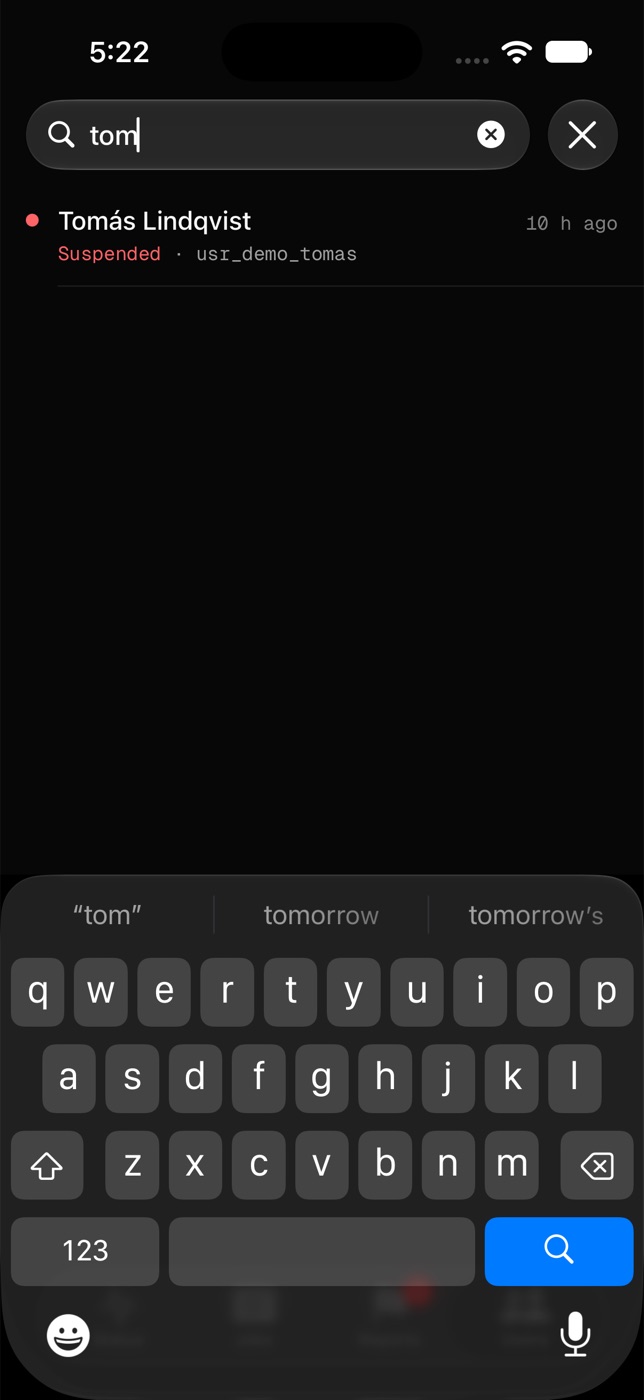 5:22
tom
Tomás Lindqvist
10 h ago
Suspended · usr_demo_tomas
“tom”
tomorrow
tomorrow’s
q w e r t y u i o p
a s d f g h j k l
z x c v b n m
123